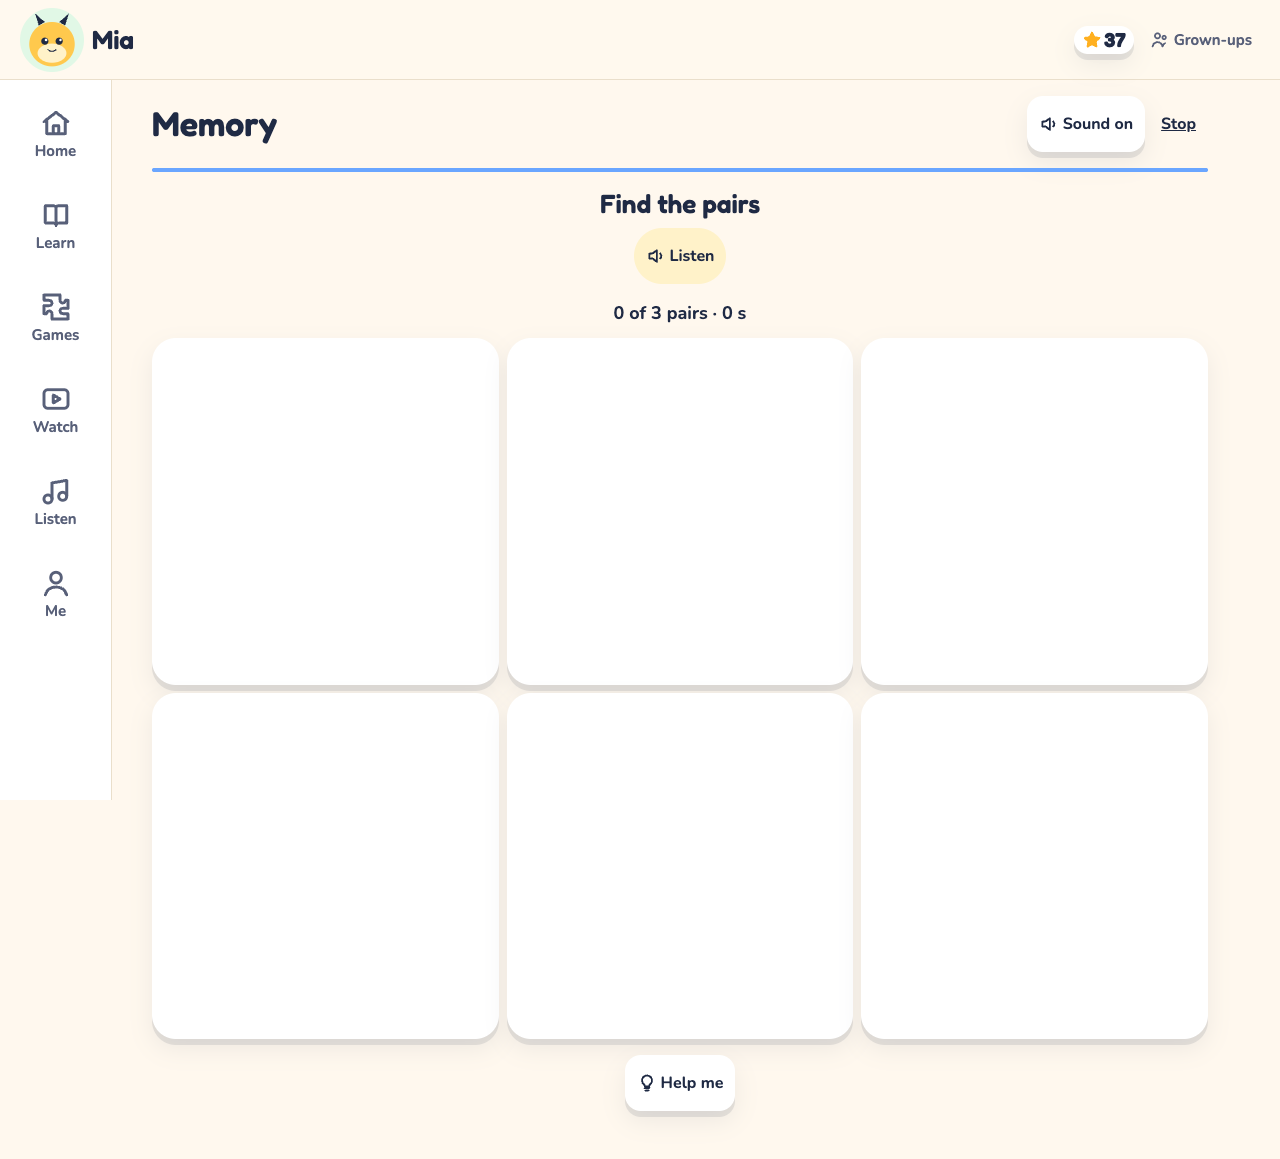 Mia
37
Grown-ups
Home
Learn
Games
Watch
Listen
Me
Memory
Sound on
Stop
Find the pairs
Listen
0 of 3 pairs · 0 s
Help me